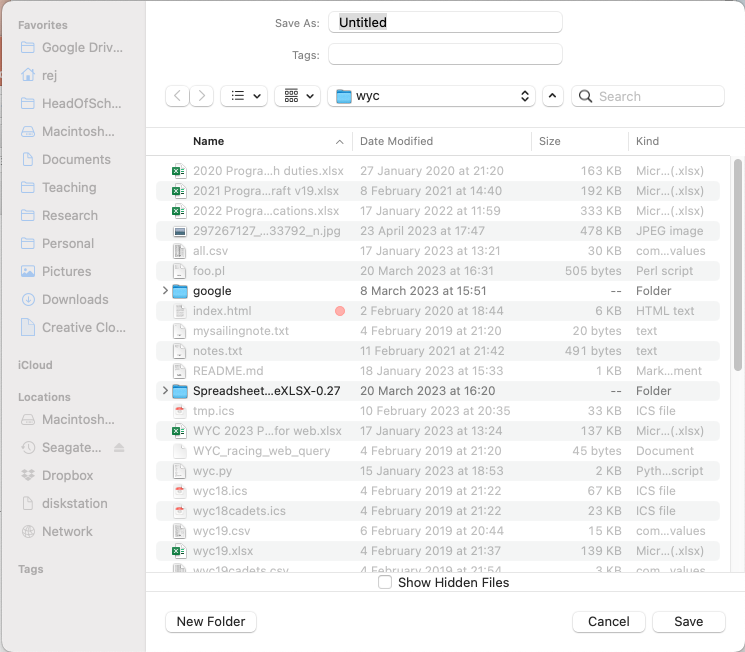 Favorites
Google Driv...
rej
HeadOfSch...
Macintosh...
Documents
Teaching
Research
Personal
Pictures
Downloads
Creative Clo...
iCloud
Locations
Macintosh...
Seagate...
Dropbox
diskstation
Network
Tags
Save As: Untitled
Tags:
wyc
Search
Name Date Modified Size Kind
2020 Progra...h duties.xlsx 27 January 2020 at 21:20 163 KB Micr...(.xlsx)
2021 Progra...raft v19.xlsx 8 February 2021 at 14:40 192 KB Micr...(.xlsx)
2022 Progra...cations.xlsx 17 January 2022 at 11:59 333 KB Micr...(.xlsx)
297267127_...33792_n.jpg 23 April 2023 at 17:47 478 KB JPEG image
all.csv 17 January 2023 at 13:21 30 KB com...values
foo.pl 20 March 2023 at 16:31 505 bytes Perl script
google 8 March 2023 at 15:51 -- Folder
index.html 2 February 2020 at 18:44 6 KB HTML text
mysailingnote.txt 4 February 2019 at 21:20 20 bytes text
notes.txt 11 February 2021 at 21:42 491 bytes text
README.md 18 January 2023 at 15:33 1 KB Mark...ment
Spreadsheet...eXLSX-0.27 20 March 2023 at 16:20 -- Folder
tmp.ics 10 February 2023 at 20:35 33 KB ICS file
WYC 2023 P...for web.xlsx 17 January 2023 at 13:24 137 KB Micr...(.xlsx)
WYC_racing_web_query 4 February 2019 at 21:20 45 bytes Document
wyc.py 15 January 2023 at 18:53 2 KB Pyth...script
wyc18.ics 4 February 2019 at 21:22 67 KB ICS file
wyc18cadets.ics 4 February 2019 at 21:22 23 KB ICS file
wyc19.csv 6 February 2019 at 20:44 15 KB com...values
wyc19.xlsx 4 February 2019 at 21:37 139 KB Micr...(.xlsx)
wyc19cadets.csv 4 February 2019 at 21:54 3 KB com...values
Show Hidden Files
New Folder Cancel Save